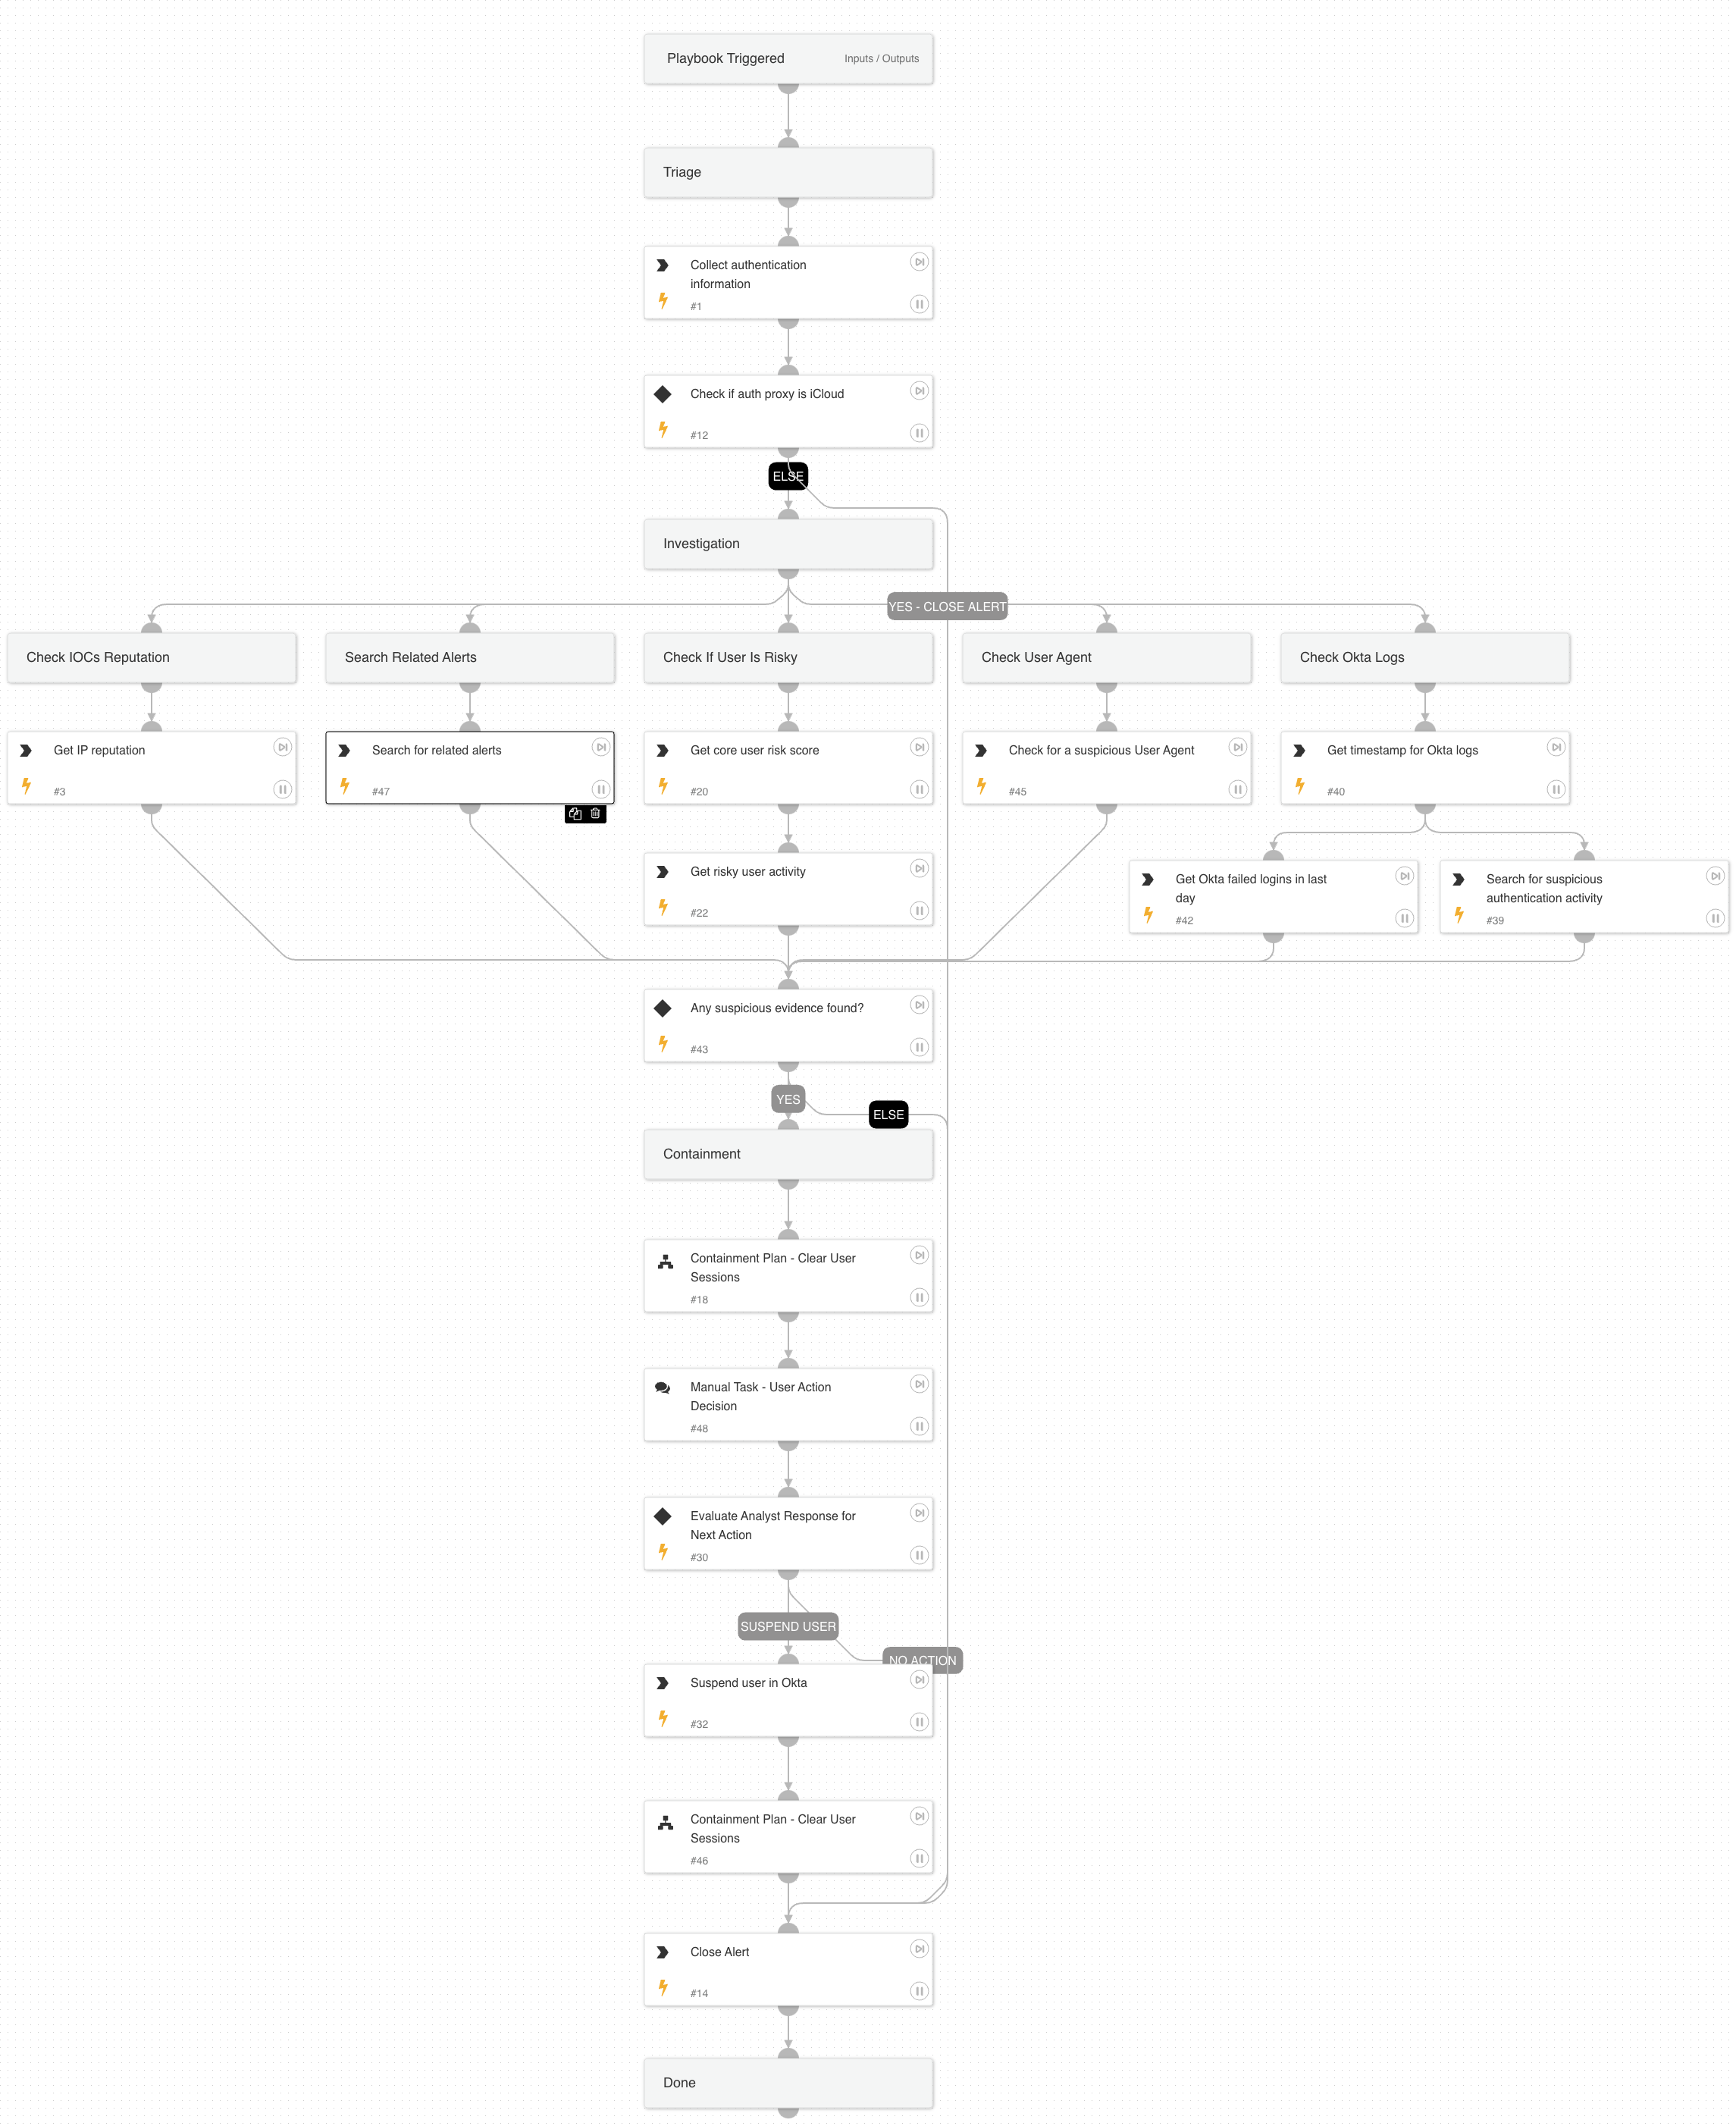 Playbook Triggered
Inputs / Outputs
Triage
Collect authentication
information
#1
Check if auth proxy is iCloud
#12
ELSE
Investigation
YES - CLOSE ALERT
Check IOCs Reputation
Search Related Alerts
Check If User Is Risky
Check User Agent
Check Okta Logs
Get IP reputation
#3
Search for related alerts
#47
Get core user risk score
#20
Check for a suspicious User Agent
#45
Get timestamp for Okta logs
#40
Get risky user activity
#22
Get Okta failed logins in last
day
#42
Search for suspicious
authentication activity
#39
Any suspicious evidence found?
#43
YES
ELSE
Containment
Containment Plan - Clear User
Sessions
#18
Manual Task - User Action
Decision
#48
Evaluate Analyst Response for
Next Action
#30
SUSPEND USER
NO ACTION
Suspend user in Okta
#32
Containment Plan - Clear User
Sessions
#46
Close Alert
#14
Done